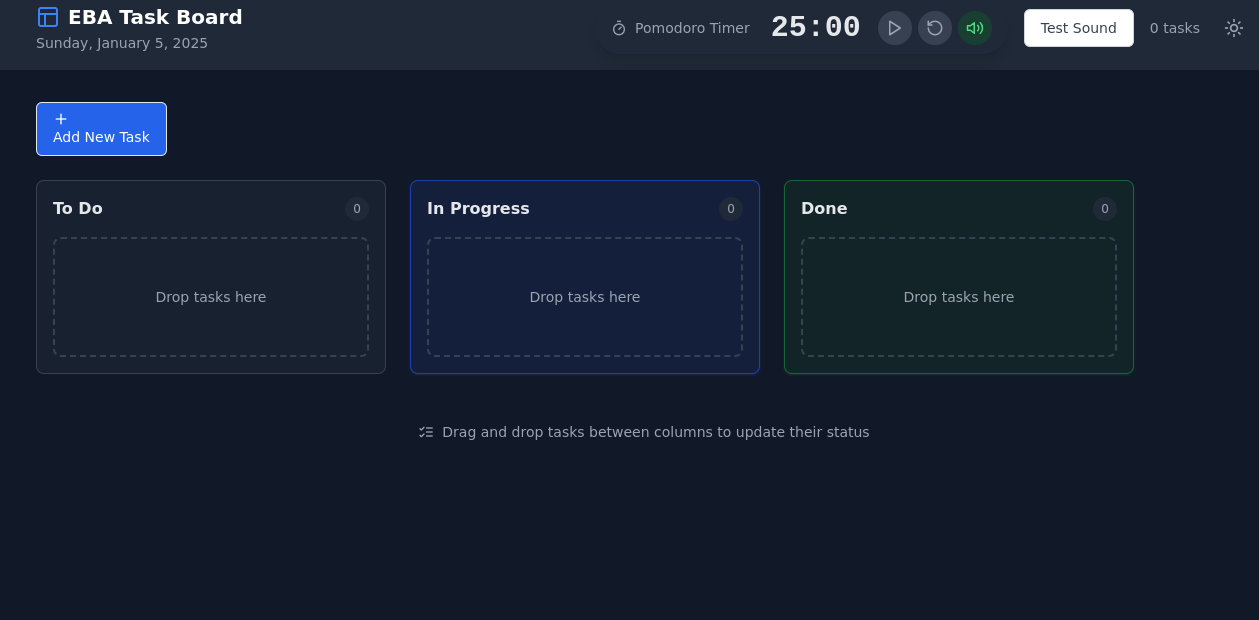 EBA Task Board
Sunday, January 5, 2025
Pomodoro Timer
25:00
Test Sound
0 tasks
Add New Task
To Do
0
In Progress
0
Done
0
Drop tasks here
Drop tasks here
Drop tasks here
Drag and drop tasks between columns to update their status